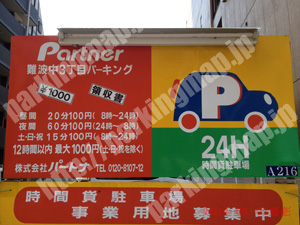 Partner
難波中3丁目パーキング
¥1000
領収書
昼間 20分100円(8時〜24時)
夜間 60分100円(24時〜8時)
土・日・祝 15分100円(8時〜24時)
12時間以内 最大1000円(土・日・祝を除く)
株式会社 パートナ TEL 0120-8107-12
P
24H
時間貸駐車場
A216
時間貸駐車場
事業用地募集中